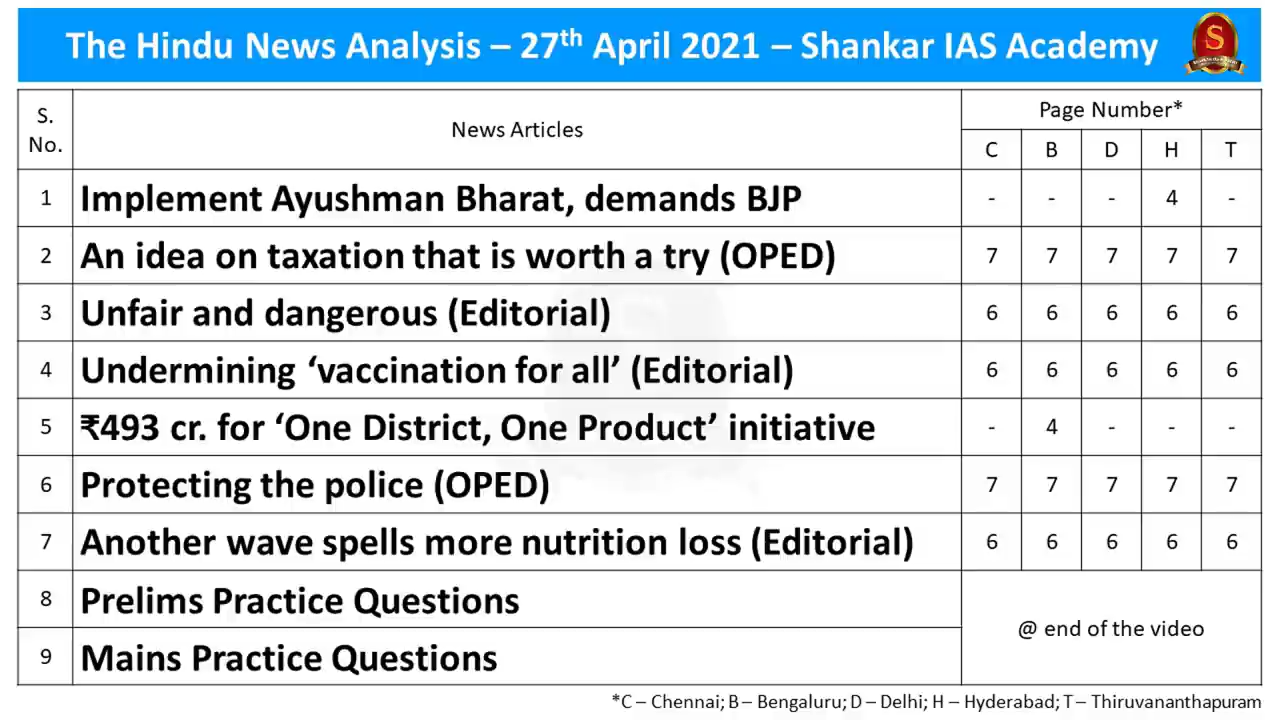 The Hindu News Analysis – 27th April 2021 – Shankar IAS Academy
S. No. News Articles Page Number*
C B D H T
1 Implement Ayushman Bharat, demands BJP - - - 4 -
2 An idea on taxation that is worth a try (OPED) 7 7 7 7 7
3 Unfair and dangerous (Editorial) 6 6 6 6 6
4 Undermining ‘vaccination for all’ (Editorial) 6 6 6 6 6
5 ₹493 cr. for ‘One District, One Product’ initiative - 4 - - -
6 Protecting the police (OPED) 7 7 7 7 7
7 Another wave spells more nutrition loss (Editorial) 6 6 6 6 6
8 Prelims Practice Questions
@ end of the video
9 Mains Practice Questions
*C – Chennai; B – Bengaluru; D – Delhi; H – Hyderabad; T – Thiruvananthapuram